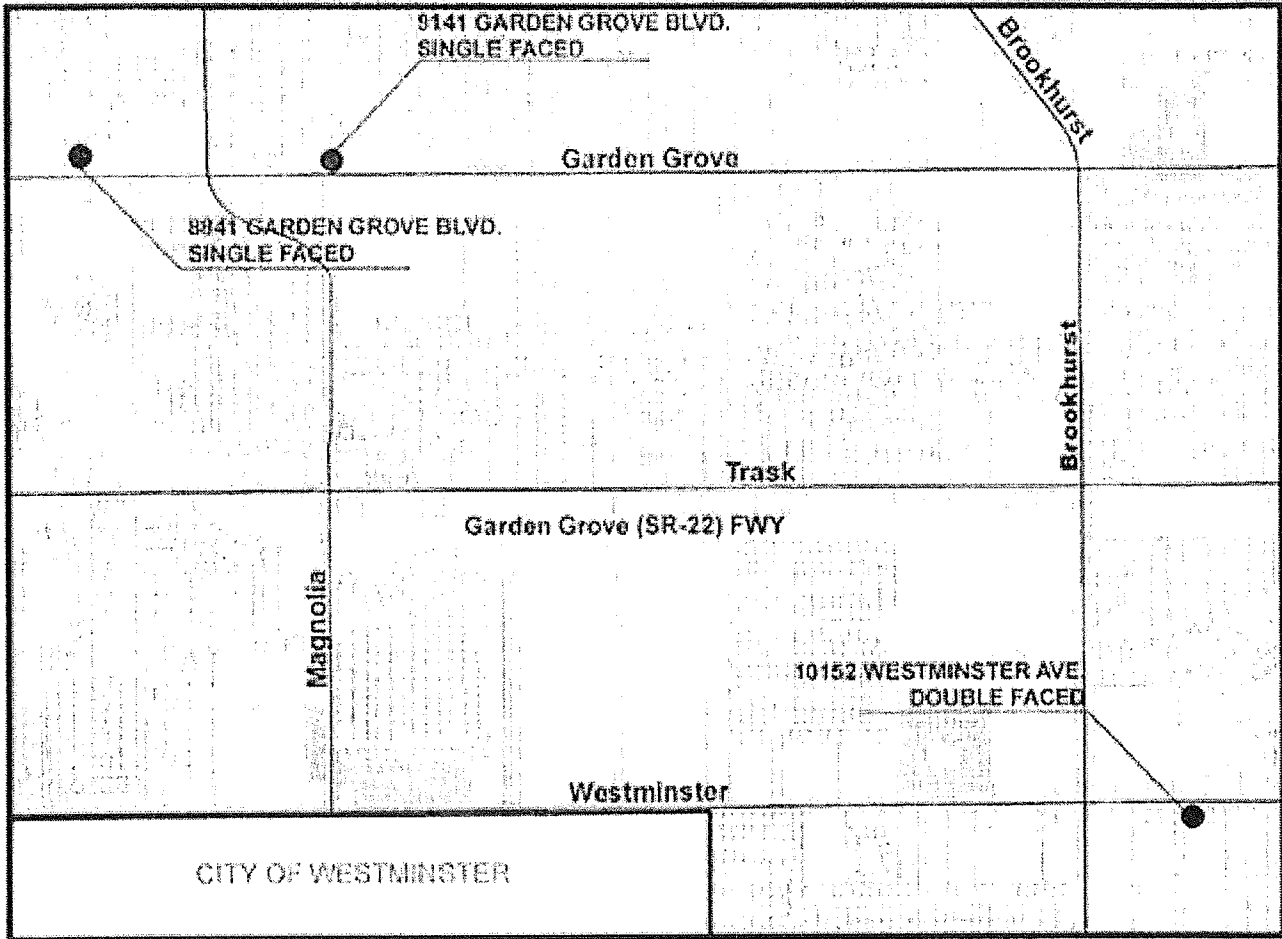 9141 GARDEN GROVE BLVD.
SINGLE FACED
Brookhurst
Garden Grove
8841 GARDEN GROVE BLVD.
SINGLE FACED
Brookhurst
Trask
Garden Grove (SR-22) FWY
Magnolia
10152 WESTMINSTER AVE.
DOUBLE FACED
Westminster
CITY OF WESTMINSTER